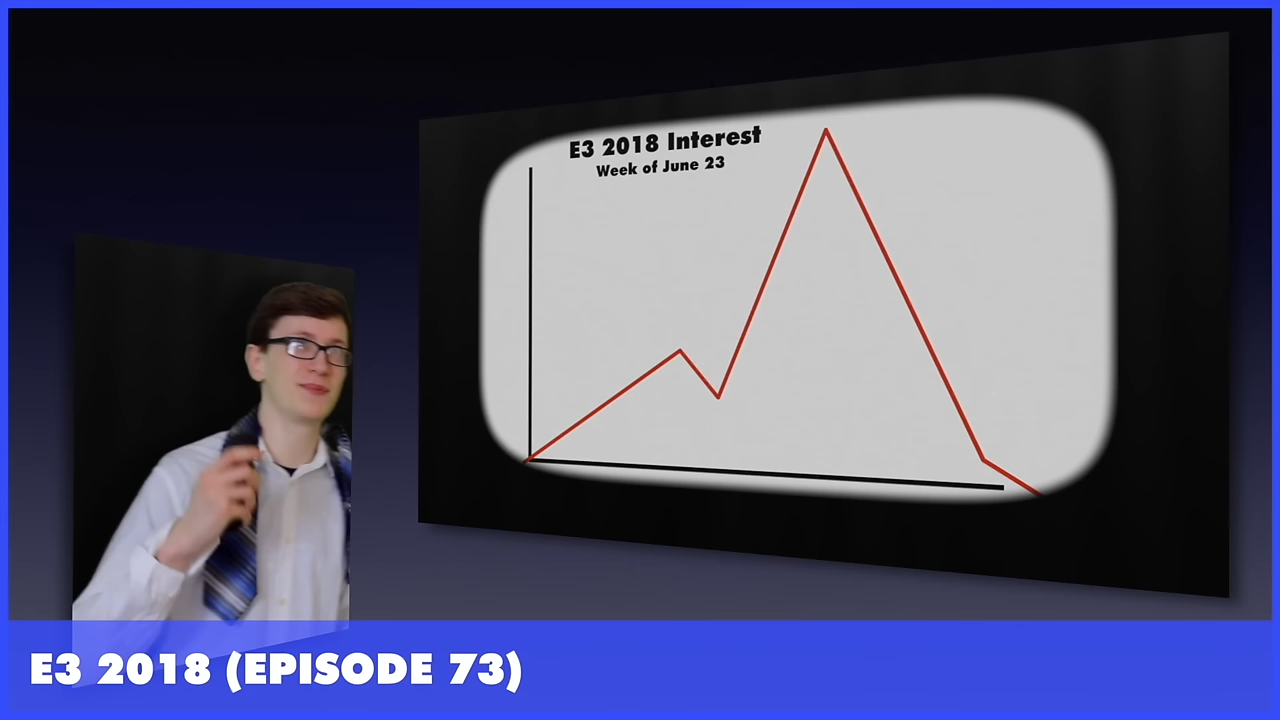 E3 2018 Interest
Week of June 23
E3 2018 (EPISODE 73)